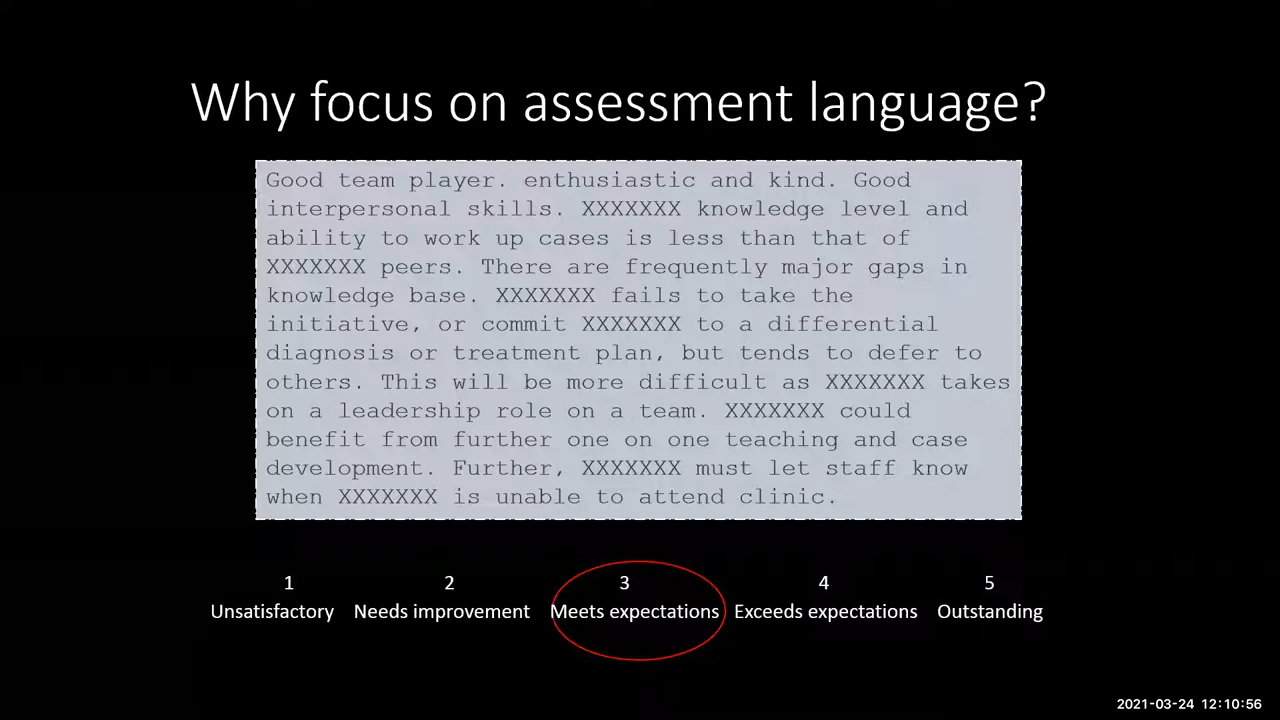 Why focus on assessment language?
Good team player. enthusiastic and kind. Good
interpersonal skills. XXXXXXX knowledge level and
ability to work up cases is less than that of
XXXXXXX peers. There are frequently major gaps in
knowledge base. XXXXXXX fails to take the
initiative, or commit XXXXXXX to a differential
diagnosis or treatment plan, but tends to defer to
others. This will be more difficult as XXXXXXX takes
on a leadership role on a team. XXXXXXX could
benefit from further one on one teaching and case
development. Further, XXXXXXX must let staff know
when XXXXXXX is unable to attend clinic.
1 2 3 4 5
Unsatisfactory Needs improvement Meets expectations Exceeds expectations Outstanding
2021-03-24 12:10:56